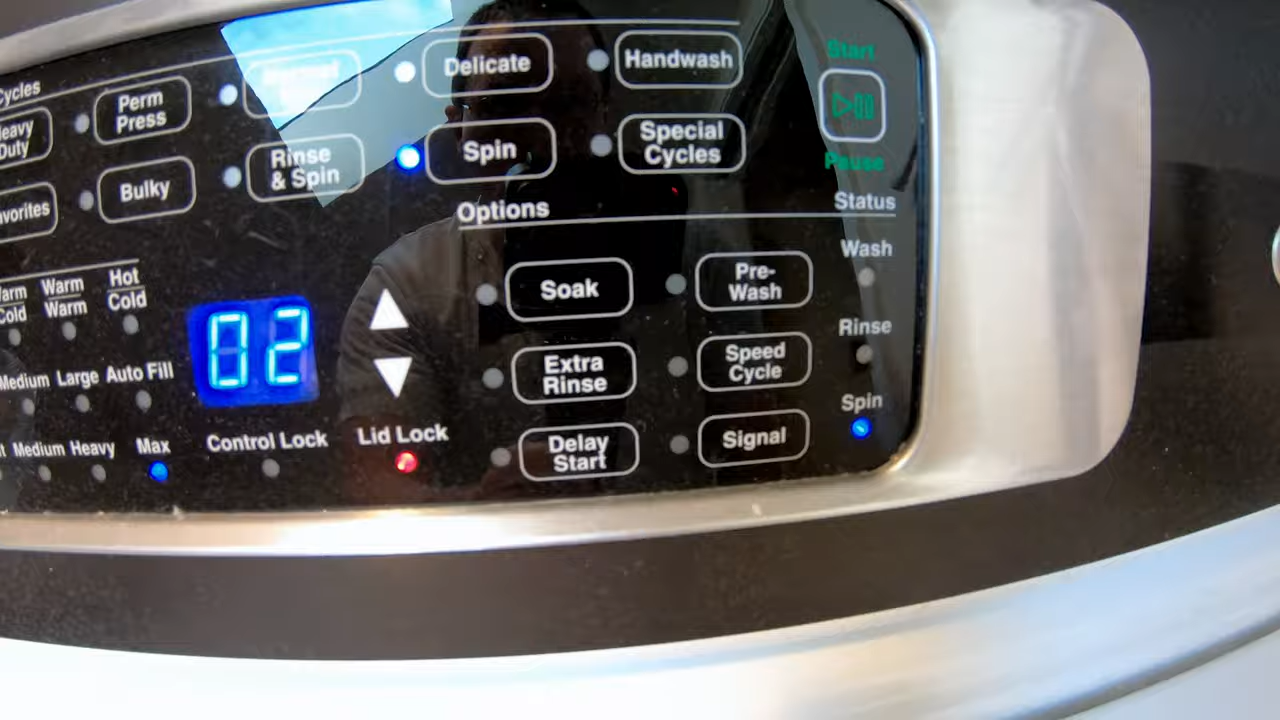 Cycles
Delicate
Handwash
Start
Perm
Press
Duty
Rinse
& Spin
Spin
Special
Cycles
Pause
Bulky
Options
Status
Wash
Warm
Warm
Hot
Cold
Cold
Soak
Pre-
Wash
02
Rinse
Extra
Rinse
Speed
Cycle
Medium Large Auto Fill
Spin
Medium Heavy Max
Control Lock
Lid Lock
Delay
Start
Signal